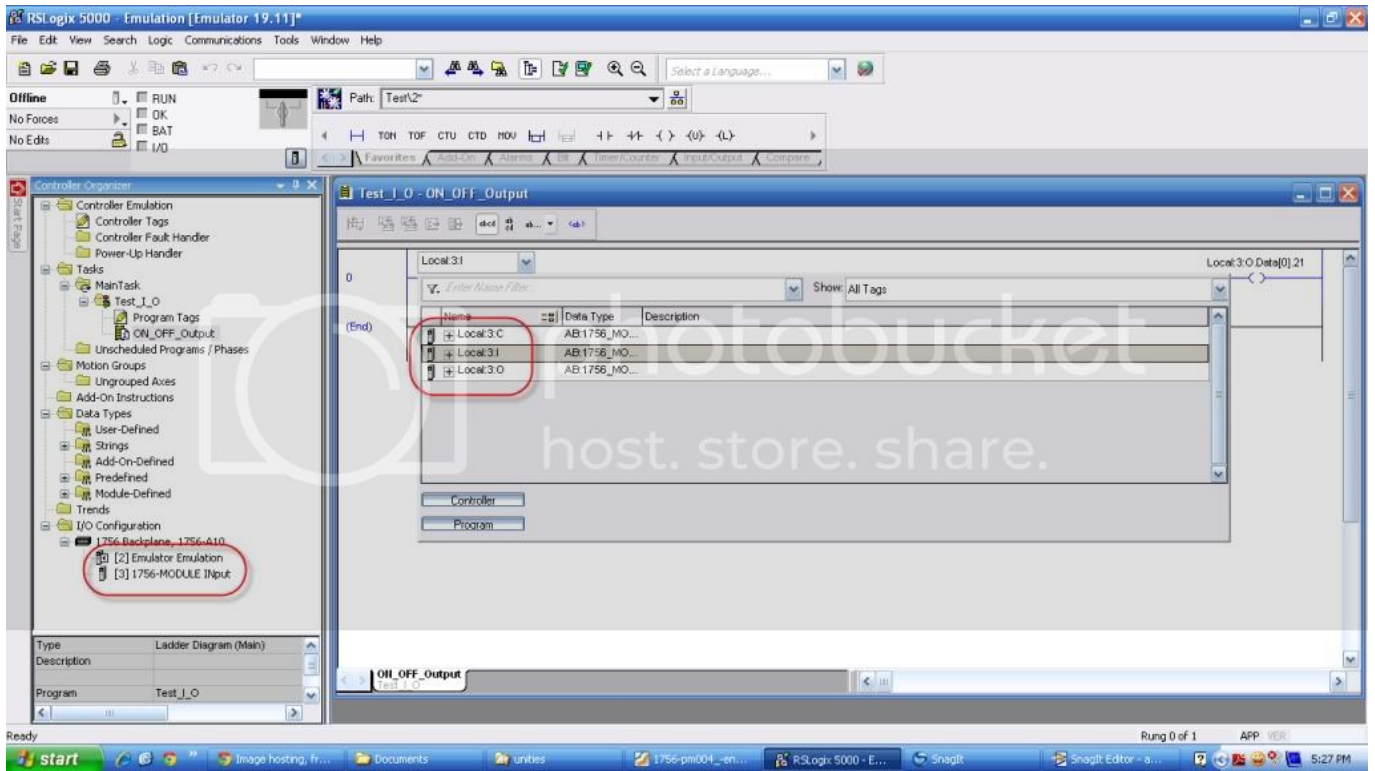 RSLogix 5000 - Emulation [Emulator 19.11]*
File Edit View Search Logic Communications Tools Window Help
Select a Language...
Offline
RUN
No Forces
OK
No Edits
BAT
I/O
Path: Test\2*
TON TOF CTU CTD MOV
Favorites Add-On Alarms Bit Timer/Counter Input/Output Compare
Start Page
Controller Organizer
Controller Emulation
Controller Tags
Controller Fault Handler
Power-Up Handler
Tasks
MainTask
Test_I_O
Program Tags
ON_OFF_Output
Unscheduled Programs / Phases
Motion Groups
Ungrouped Axes
Add-On Instructions
Data Types
User-Defined
Strings
Add-On-Defined
Predefined
Module-Defined
Trends
I/O Configuration
1756 Backplane, 1756-A10
[2] Emulator Emulation
[3] 1756-MODULE INput
Type Ladder Diagram (Main)
Description
Program Test_I_O
Test_I_O - ON_OFF_Output
Local:3:I
Local:3:O.Data[0].21
0
Enter Name Filter...
Show: All Tags
(End)
Name Data Type Description
Local:3:C AB:1756_MO...
Local:3:I AB:1756_MO...
Local:3:O AB:1756_MO...
Controller
Program
photobucket
host. store. share.
ON_OFF_Output
Test_I_O
Ready
Rung 0 of 1 APP VER
start
Image hosting, fr...
Documents
unities
1756-pm004_-en...
RSLogix 5000 - E...
SnagIt
SnagIt Editor - a...
5:27 PM